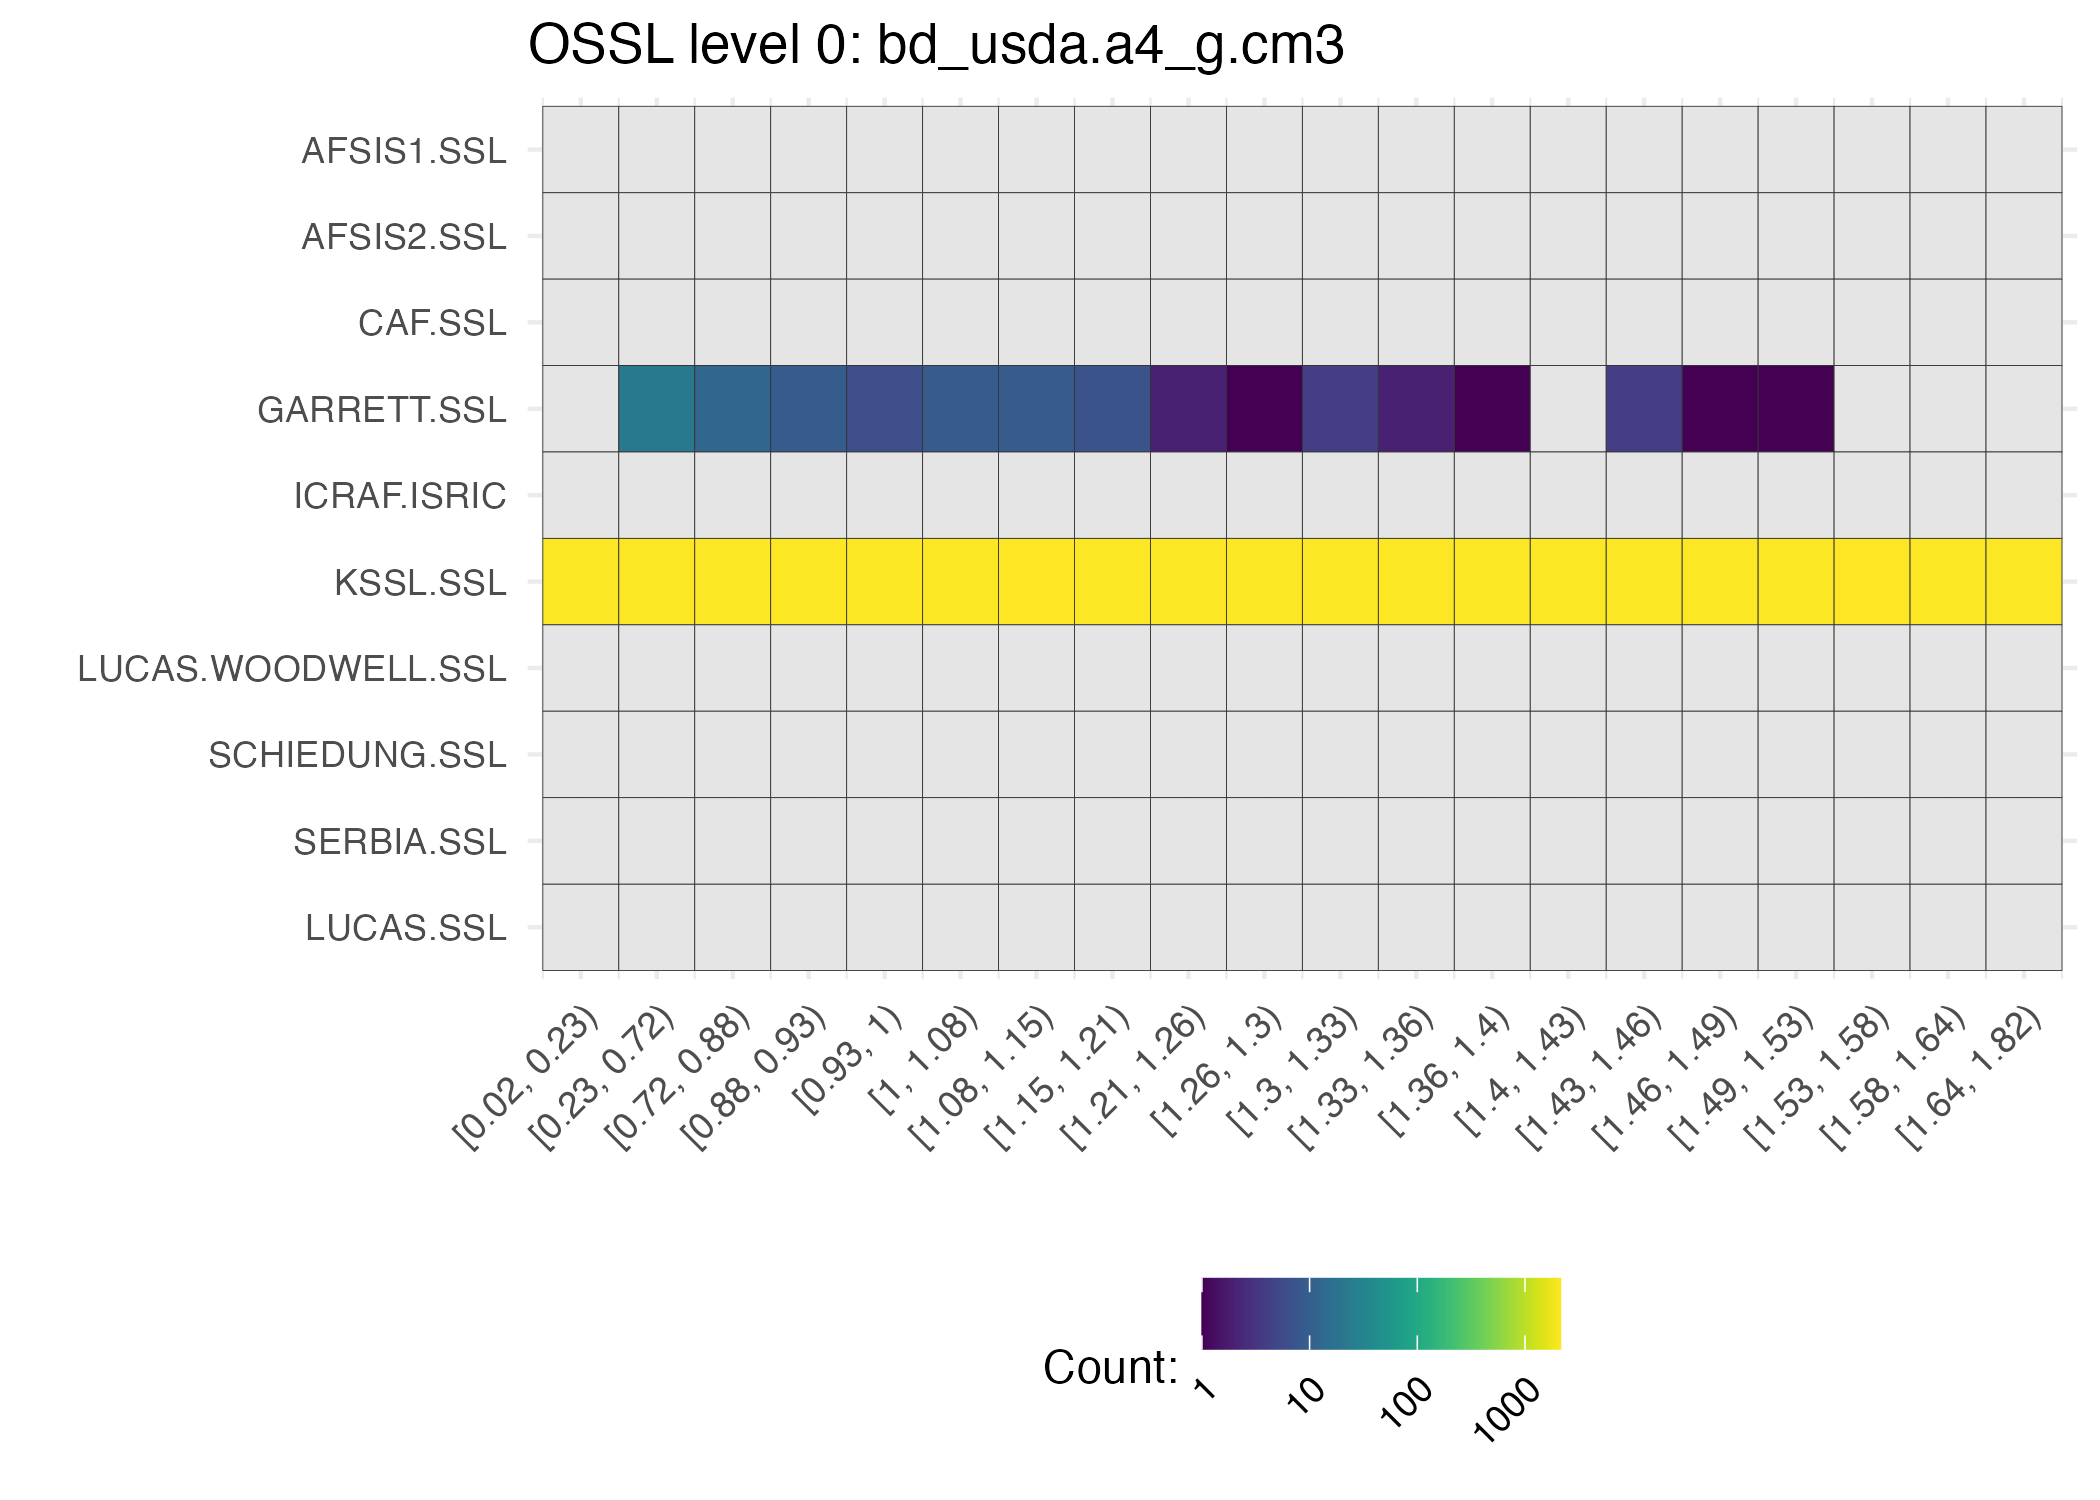 OSSL level 0: bd_usda.a4_g.cm3
AFSIS1.SSL
AFSIS2.SSL
CAF.SSL
GARRETT.SSL
ICRAF.ISRIC
KSSL.SSL
LUCAS.WOODWELL.SSL
SCHIEDUNG.SSL
SERBIA.SSL
LUCAS.SSL
[0.02, 0.23)
[0.23, 0.72)
[0.72, 0.88)
[0.88, 0.93)
[0.93, 1)
[1, 1.08)
[1.08, 1.15)
[1.15, 1.21)
[1.21, 1.26)
[1.26, 1.3)
[1.3, 1.33)
[1.33, 1.36)
[1.36, 1.4)
[1.4, 1.43)
[1.43, 1.46)
[1.46, 1.49)
[1.49, 1.53)
[1.53, 1.58)
[1.58, 1.64)
[1.64, 1.82)
Count:
1
10
100
1000